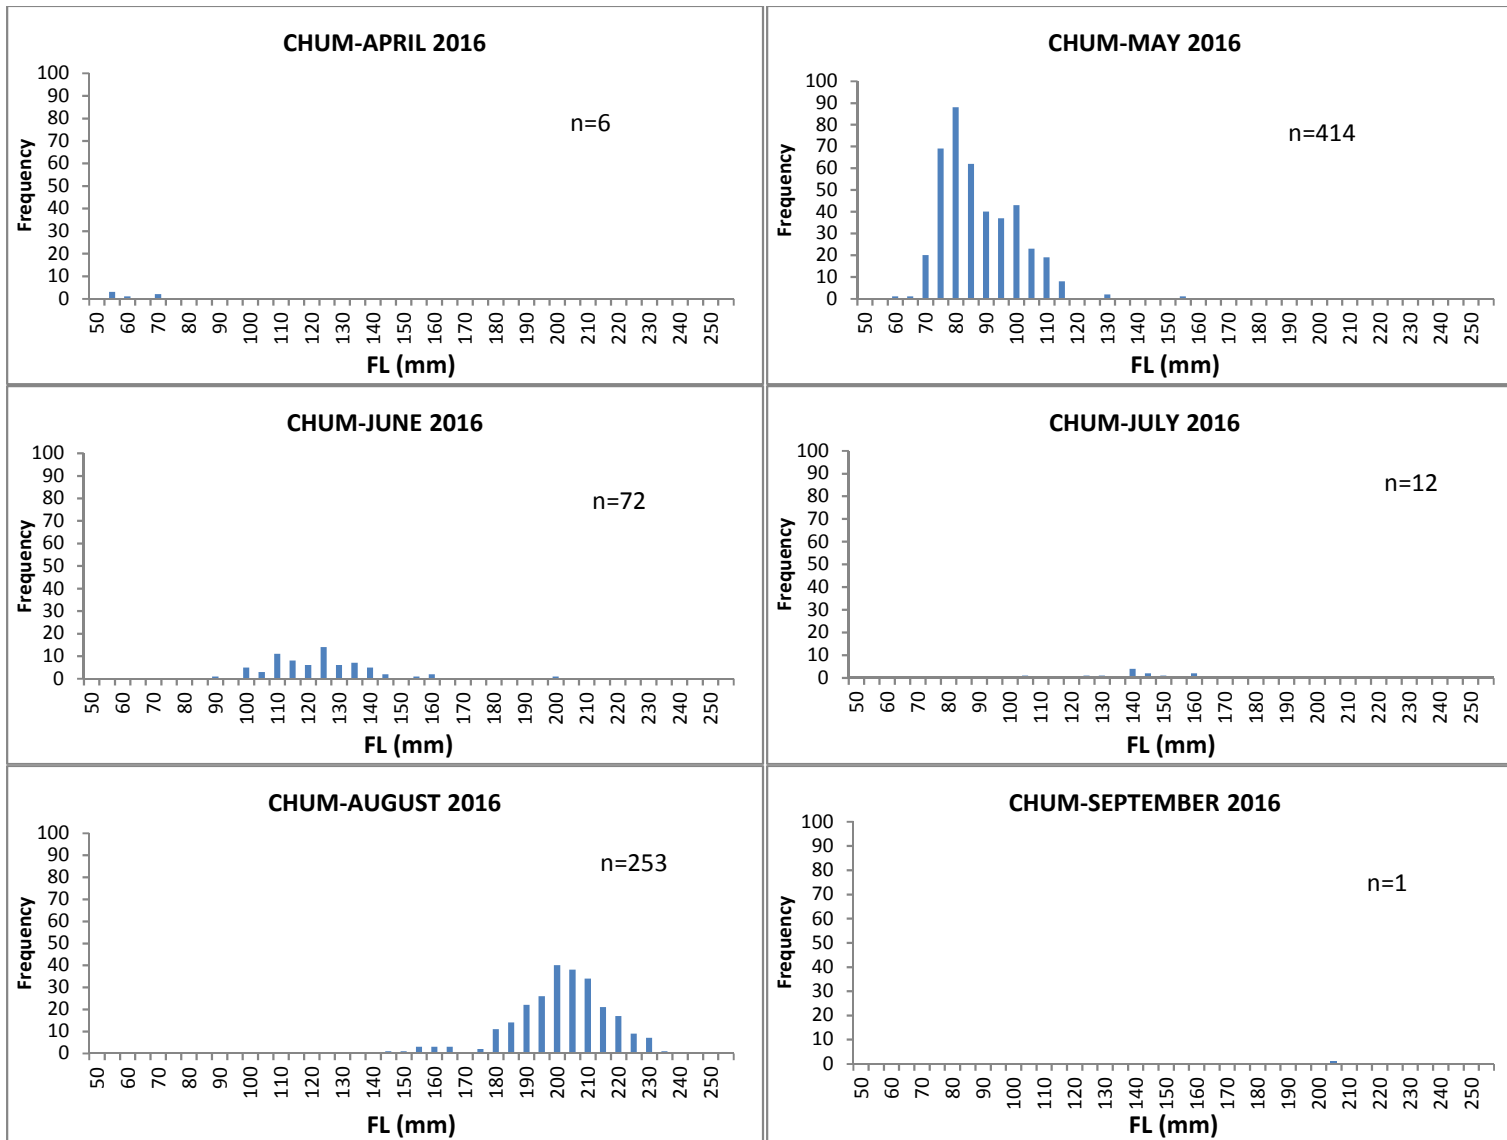 CHUM-APRIL 2016
100
90
80
70
60
50
40
30
20
10
0
Frequency
n=6
50 60 70 80 90 100 110 120 130 140 150 160 170 180 190 200 210 220 230 240 250
FL (mm)
CHUM-MAY 2016
100
90
80
70
60
50
40
30
20
10
0
Frequency
n=414
50 60 70 80 90 100 110 120 130 140 150 160 170 180 190 200 210 220 230 240 250
FL (mm)
CHUM-JUNE 2016
100
90
80
70
60
50
40
30
20
10
0
Frequency
n=72
50 60 70 80 90 100 110 120 130 140 150 160 170 180 190 200 210 220 230 240 250
FL (mm)
CHUM-JULY 2016
100
90
80
70
60
50
40
30
20
10
0
Frequency
n=12
50 60 70 80 90 100 110 120 130 140 150 160 170 180 190 200 210 220 230 240 250
FL (mm)
CHUM-AUGUST 2016
100
90
80
70
60
50
40
30
20
10
0
Frequency
n=253
50 60 70 80 90 100 110 120 130 140 150 160 170 180 190 200 210 220 230 240 250
FL (mm)
CHUM-SEPTEMBER 2016
100
90
80
70
60
50
40
30
20
10
0
Frequency
n=1
50 60 70 80 90 100 110 120 130 140 150 160 170 180 190 200 210 220 230 240 250
FL (mm)